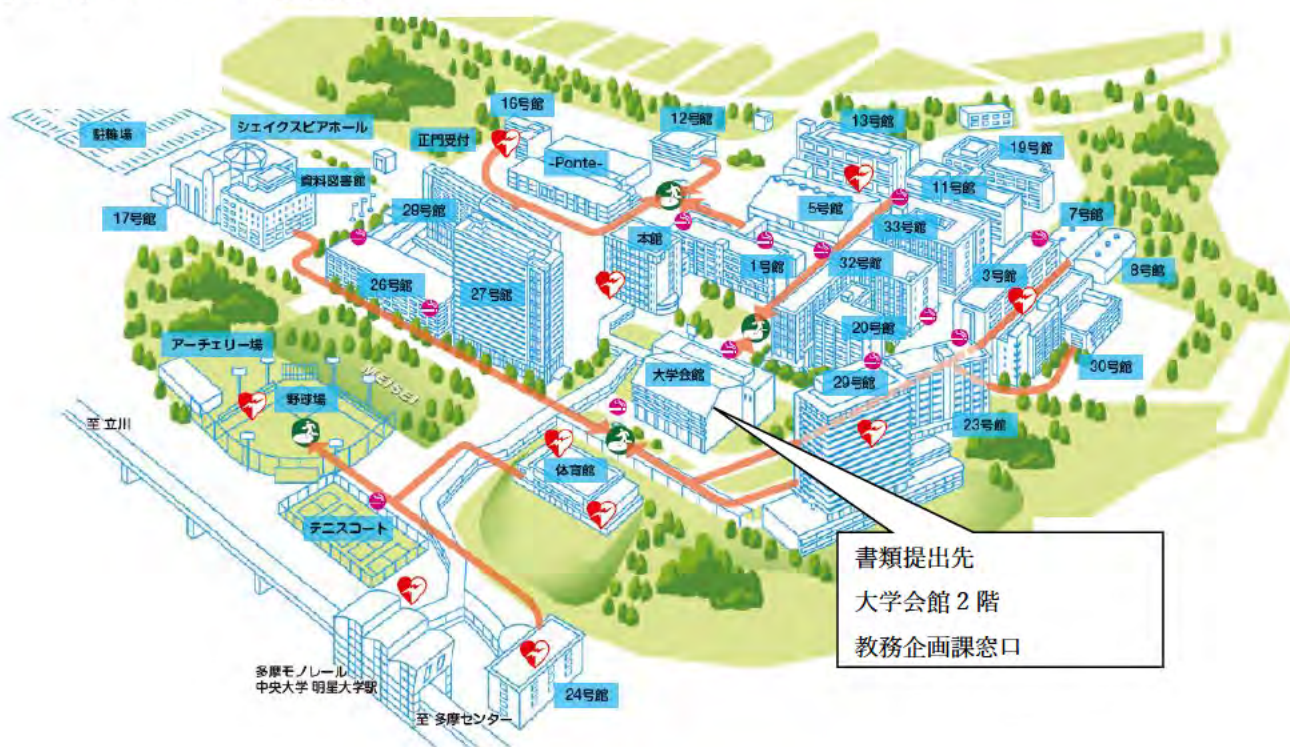 16号館
12号館
13号館
駐輪場
シェイクスピアホール
正門受付
19号館
-Ponte-
資料図書館
11号館
5号館
7号館
17号館
28号館
本館
33号館
1号館
32号館
3号館
8号館
26号館
27号館
20号館
アーチェリー場
MEISEI
大学会館
30号館
野球場
29号館
至 立川
23号館
体育館
テニスコート
書類提出先
大学会館 2 階
教務企画課窓口
多摩モノレール
中央大学 明星大学駅
24号館
至 多摩センター